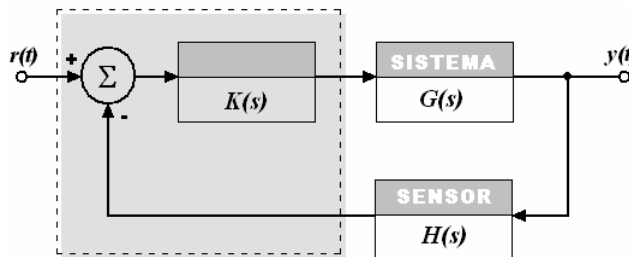 r(t)
+
Σ
-
K(s)
SISTEMA
G(s)
y(t)
SENSOR
H(s)